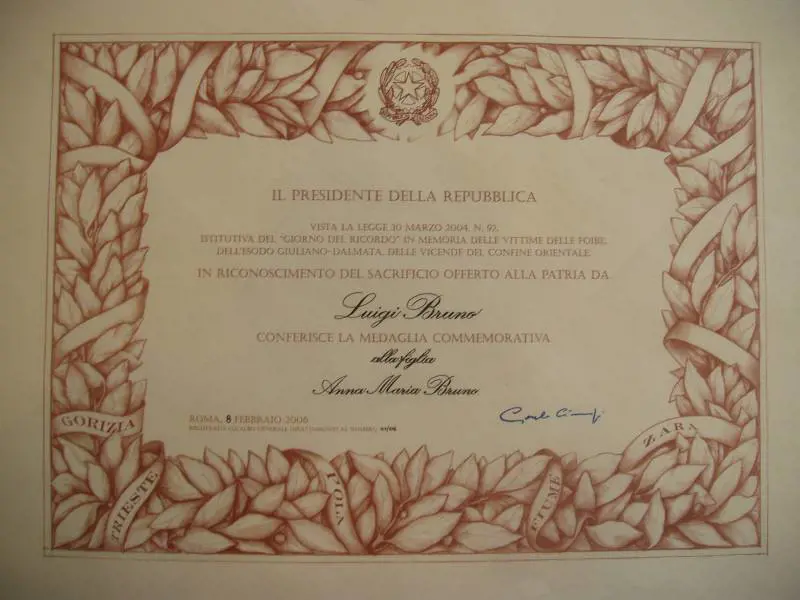 IL PRESIDENTE DELLA REPUBBLICA
VISTA LA LEGGE 30 MARZO 2004, N. 92,
ISTITUTIVA DEL "GIORNO DEL RICORDO" IN MEMORIA DELLE VITTIME DELLE FOIBE,
DELL'ESODO GIULIANO-DALMATA, DELLE VICENDE DEL CONFINE ORIENTALE,
IN RICONOSCIMENTO DEL SACRIFICIO OFFERTO ALLA PATRIA DA
Luigi Bruno
CONFERISCE LA MEDAGLIA COMMEMORATIVA
alla figlia
Anna Maria Bruno
ROMA, 8 FEBBRAIO 2006
GORIZIA
TRIESTE
POLA
FIUME
ZARA